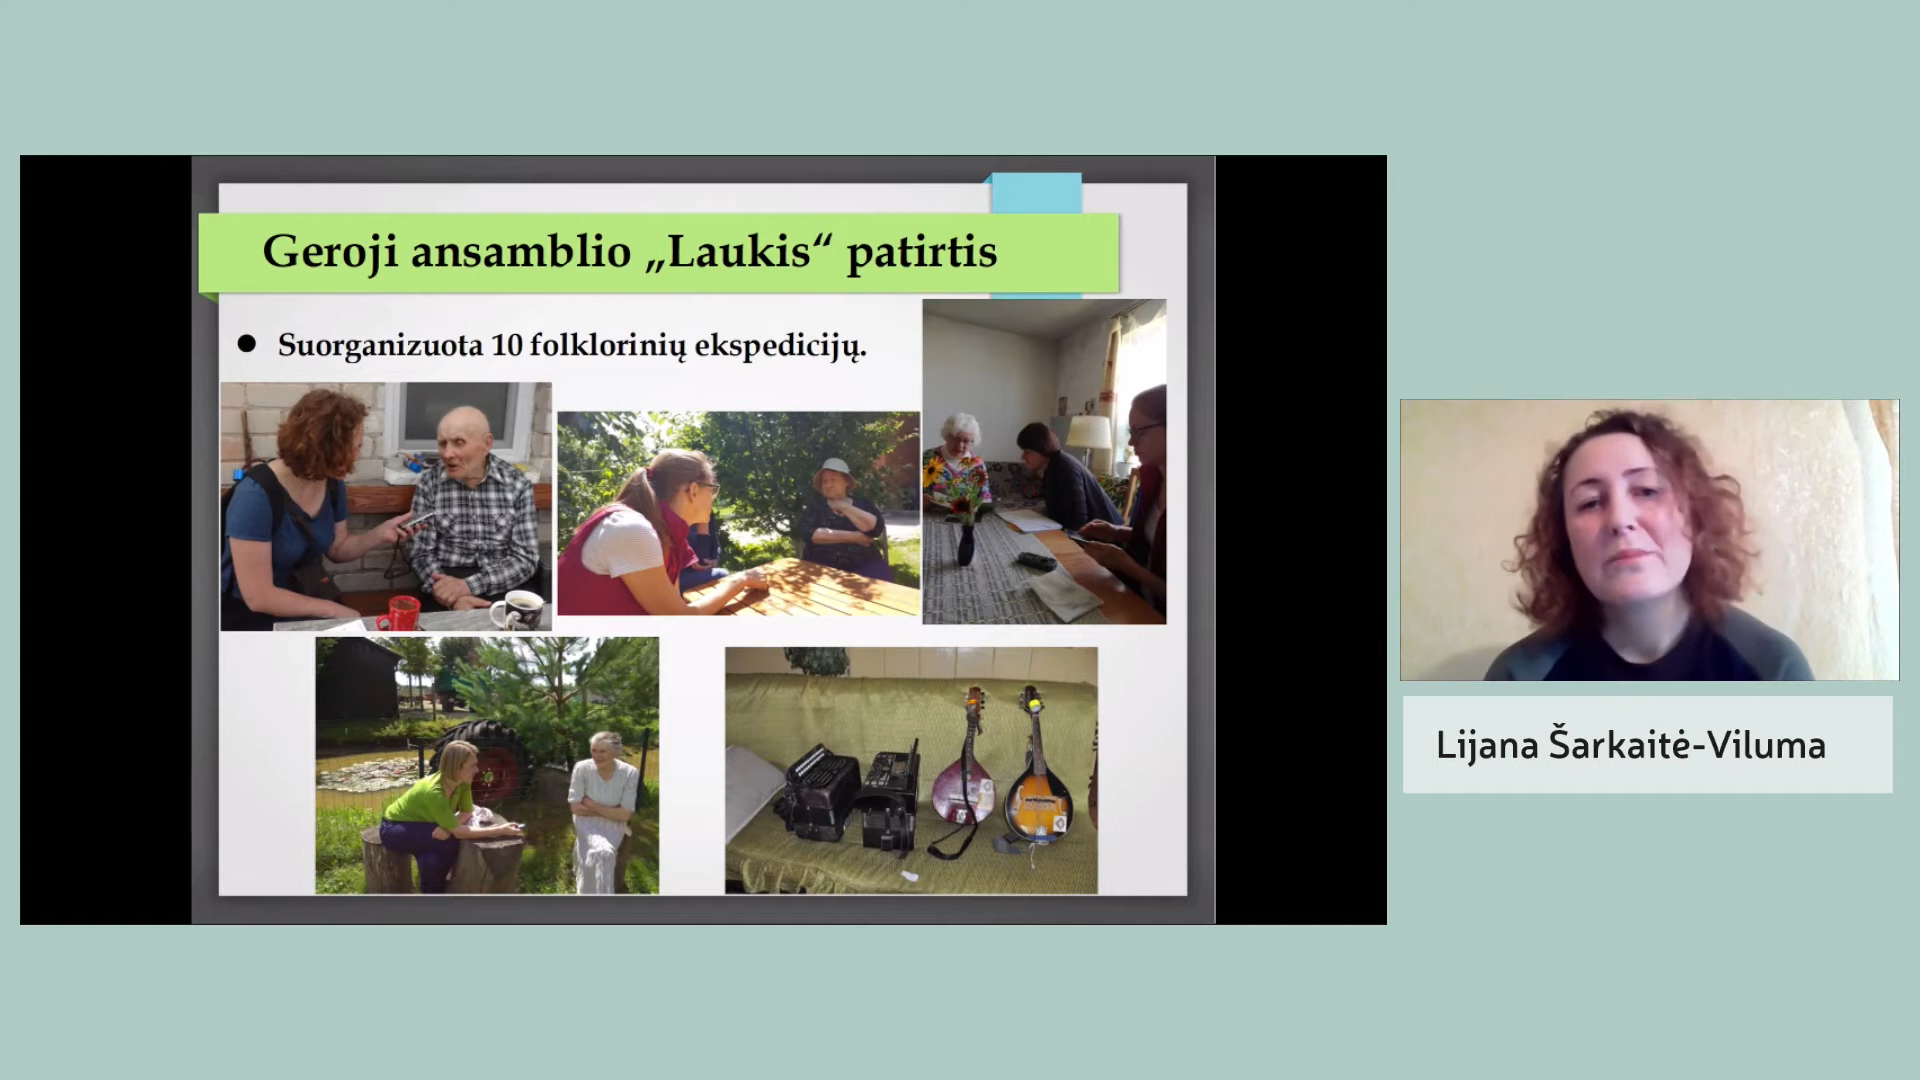 Geroji ansamblio „Laukis“ patirtis
● Suorganizuota 10 folklorinių ekspedicijų.
Lijana Šarkaitė-Viluma